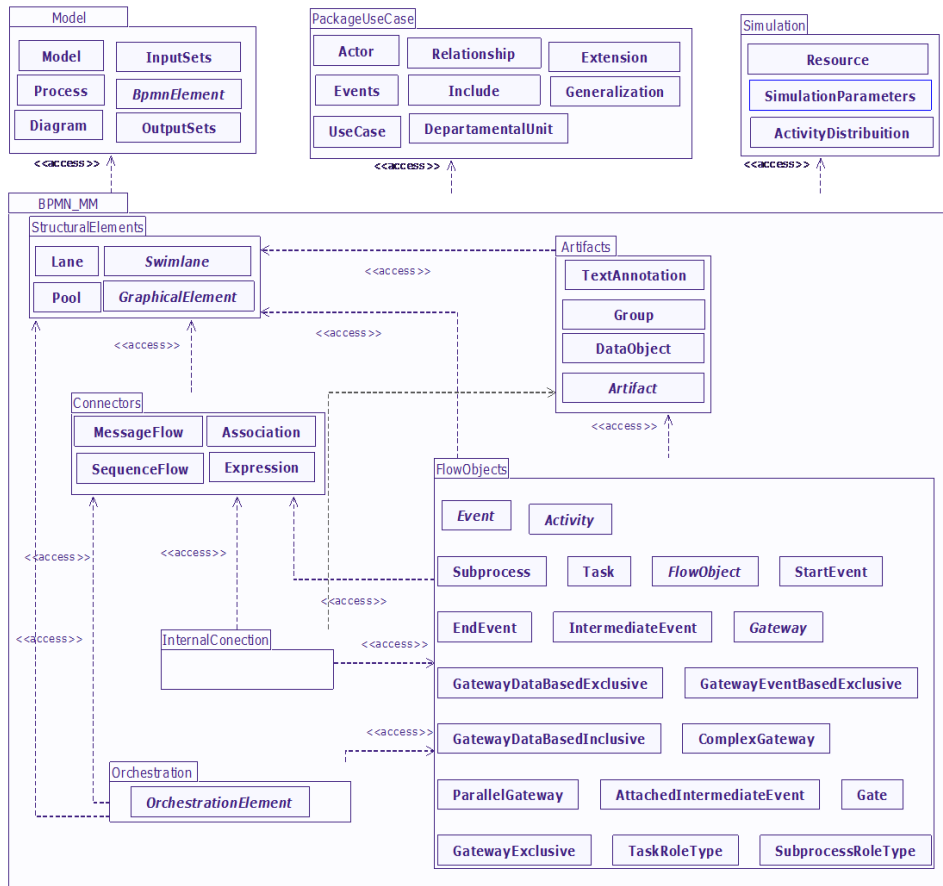 Model
PackageUseCase
Simulation
Model
InputSets
Process
BpmnElement
Diagram
OutputSets
Actor
Relationship
Extension
Events
Include
Generalization
UseCase
DepartamentalUnit
Resource
SimulationParameters
ActivityDistribuition
<<access>>
<<access>>
<<access>>
BPMN_MM
StructuralElements
Lane
Swimlane
Pool
GraphicalElement
Artifacts
TextAnnotation
Group
DataObject
Artifact
<<access>>
<<access>>
<<access>>
<<access>>
Connectors
MessageFlow
Association
SequenceFlow
Expression
FlowObjects
Event
Activity
Subprocess
Task
FlowObject
StartEvent
EndEvent
IntermediateEvent
Gateway
GatewayDataBasedExclusive
GatewayEventBasedExclusive
GatewayDataBasedInclusive
ComplexGateway
ParallelGateway
AttachedIntermediateEvent
Gate
GatewayExclusive
TaskRoleType
SubprocessRoleType
<<access>>
<<access>>
<<access>>
<<access>>
InternalConection
<<access>>
<<access>>
Orchestration
OrchestrationElement